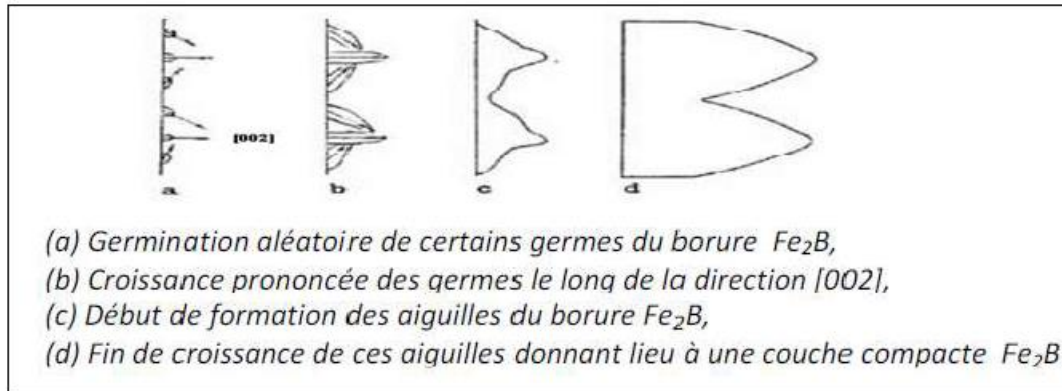 [002]
a b c d
(a) Germination aléatoire de certains germes du borure Fe₂B,
(b) Croissance prononcée des germes le long de la direction [002],
(c) Début de formation des aiguilles du borure Fe₂B,
(d) Fin de croissance de ces aiguilles donnant lieu à une couche compacte Fe₂B